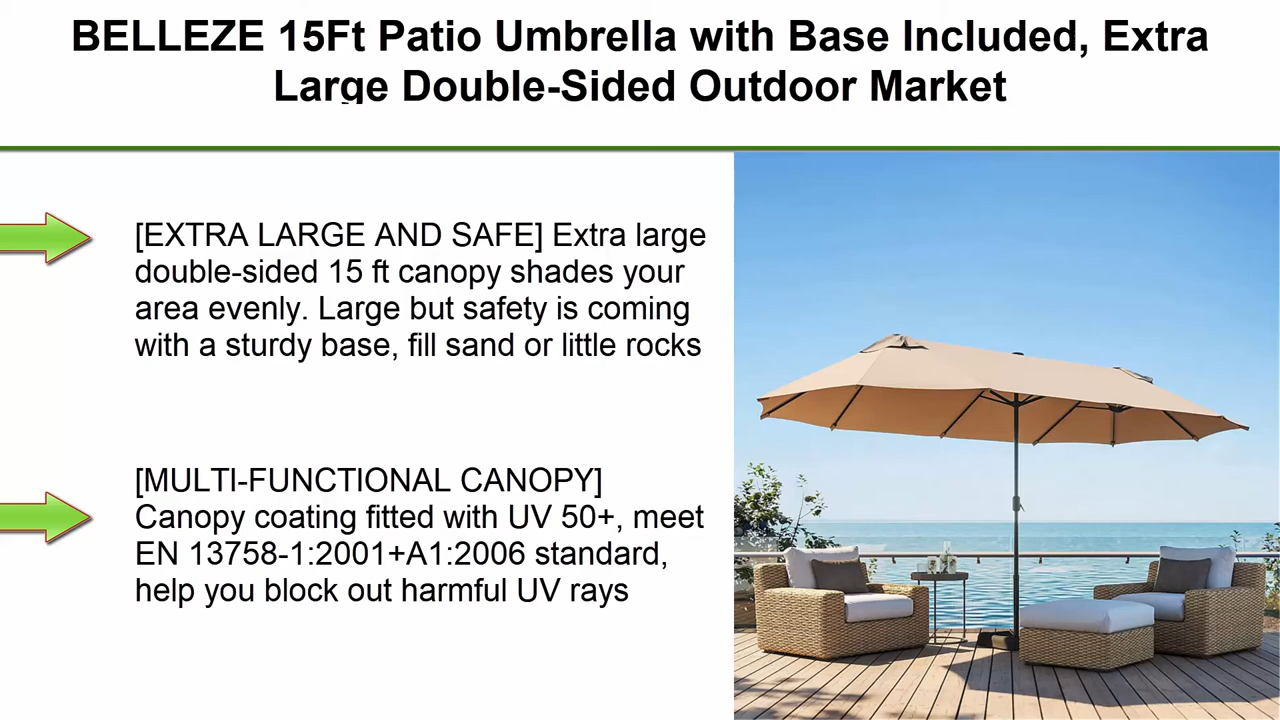 BELLEZE 15Ft Patio Umbrella with Base Included, Extra
Large Double-Sided Outdoor Market
[EXTRA LARGE AND SAFE] Extra large
double-sided 15 ft canopy shades your
area evenly. Large but safety is coming
with a sturdy base, fill sand or little rocks
[MULTI-FUNCTIONAL CANOPY]
Canopy coating fitted with UV 50+, meet
EN 13758-1:2001+A1:2006 standard,
help you block out harmful UV rays